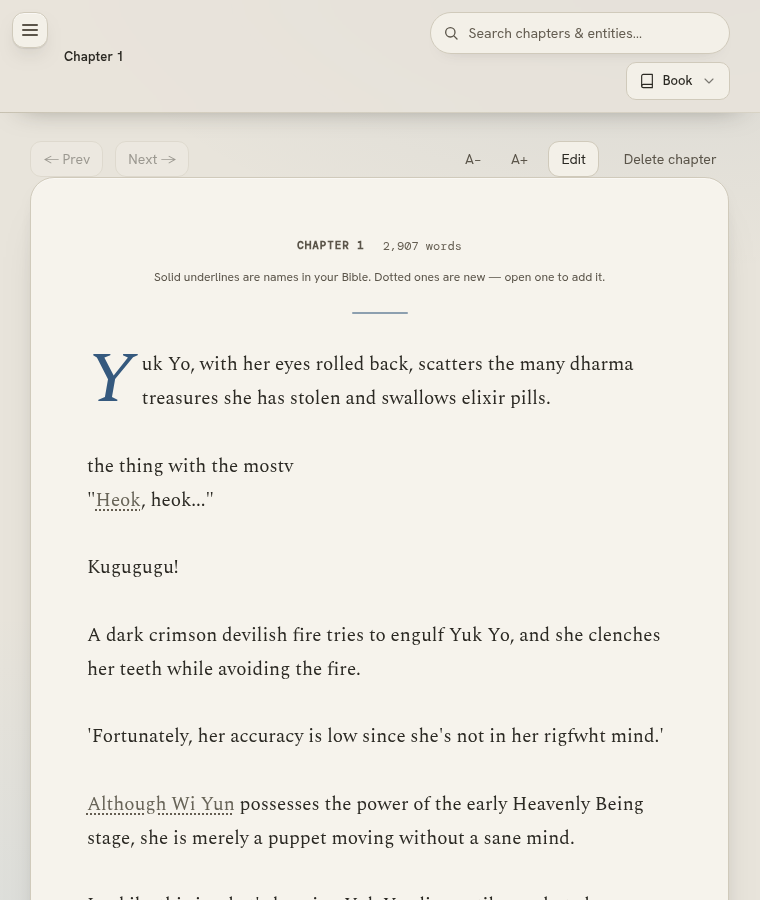 Chapter 1
Search chapters & entities...
Book
← Prev
Next →
A–
A+
Edit
Delete chapter
CHAPTER 1 2,907 words
Solid underlines are names in your Bible. Dotted ones are new — open one to add it.
Yuk Yo, with her eyes rolled back, scatters the many dharma
treasures she has stolen and swallows elixir pills.
the thing with the mostv
"Heok, heok..."
Kugugugu!
A dark crimson devilish fire tries to engulf Yuk Yo, and she clenches
her teeth while avoiding the fire.
'Fortunately, her accuracy is low since she's not in her rigfwht mind.'
Although Wi Yun possesses the power of the early Heavenly Being
stage, she is merely a puppet moving without a sane mind.